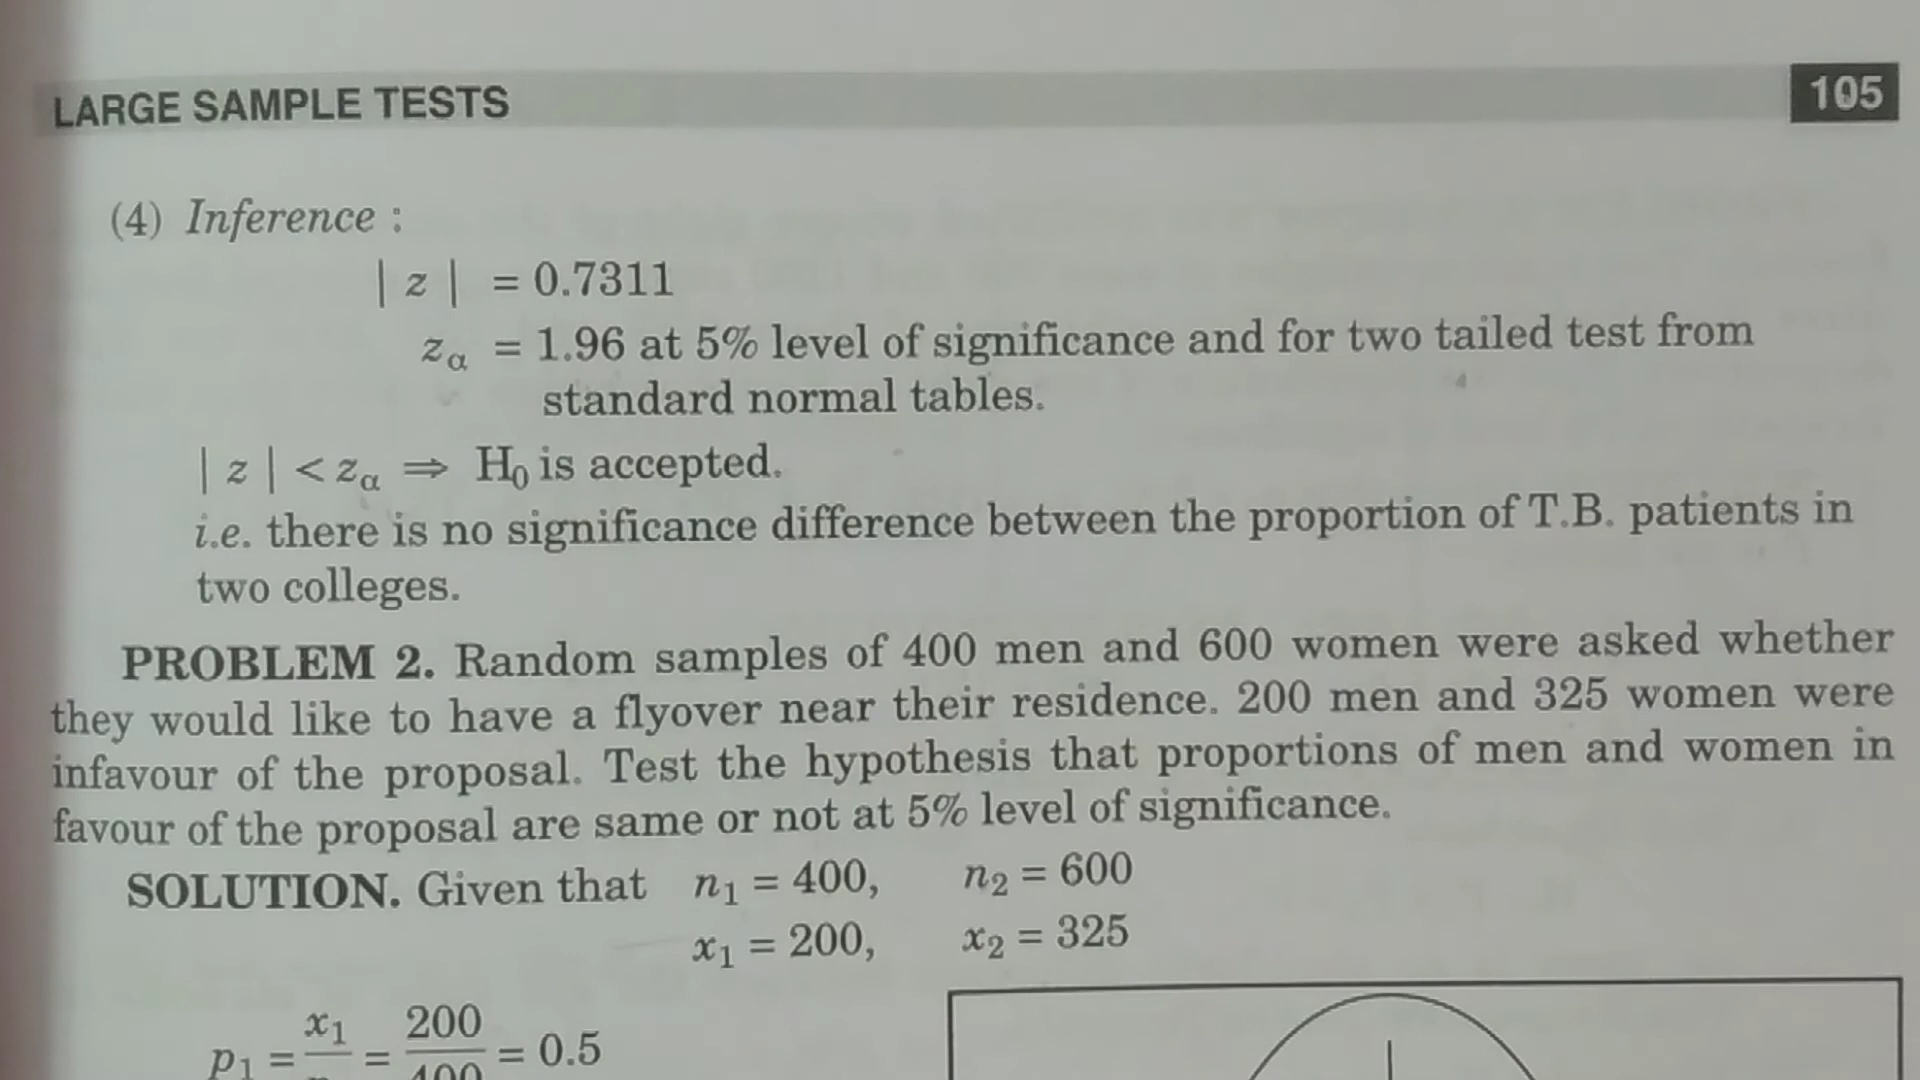 LARGE SAMPLE TESTS 105
(4) Inference :
| z | = 0.7311
zα = 1.96 at 5% level of significance and for two tailed test from
standard normal tables.
| z | < zα ⇒ H0 is accepted.
i.e. there is no significance difference between the proportion of T.B. patients in
two colleges.
PROBLEM 2. Random samples of 400 men and 600 women were asked whether
they would like to have a flyover near their residence. 200 men and 325 women were
infavour of the proposal. Test the hypothesis that proportions of men and women in
favour of the proposal are same or not at 5% level of significance.
SOLUTION. Given that n1 = 400, n2 = 600
x1 = 200, x2 = 325
p1 = x1 = 200/400 = 0.5